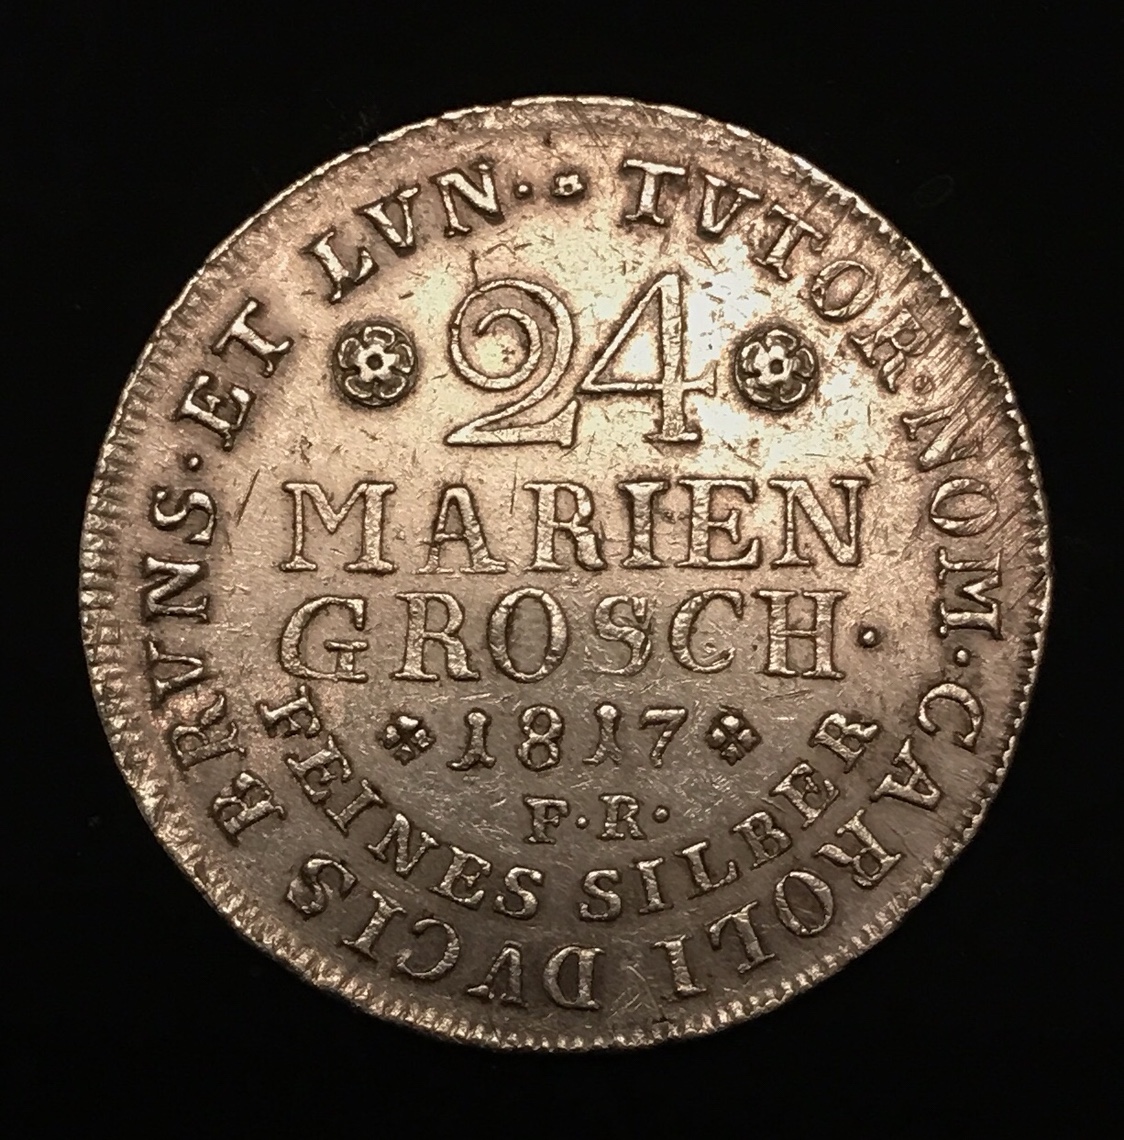 TVTOR·NOM·CAROLI DVCIS BRVNS·ET LVN·
24
MARIEN
GROSCH·
1817
F·R·
FEINES SILBER